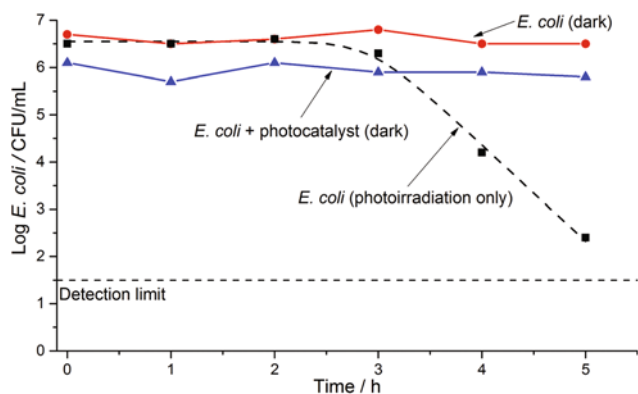 7
6
5
4
3
2
1
0
Log E. coli / CFU/mL
E. coli (dark)
E. coli + photocatalyst (dark)
E. coli (photoirradiation only)
Detection limit
0 1 2 3 4 5
Time / h